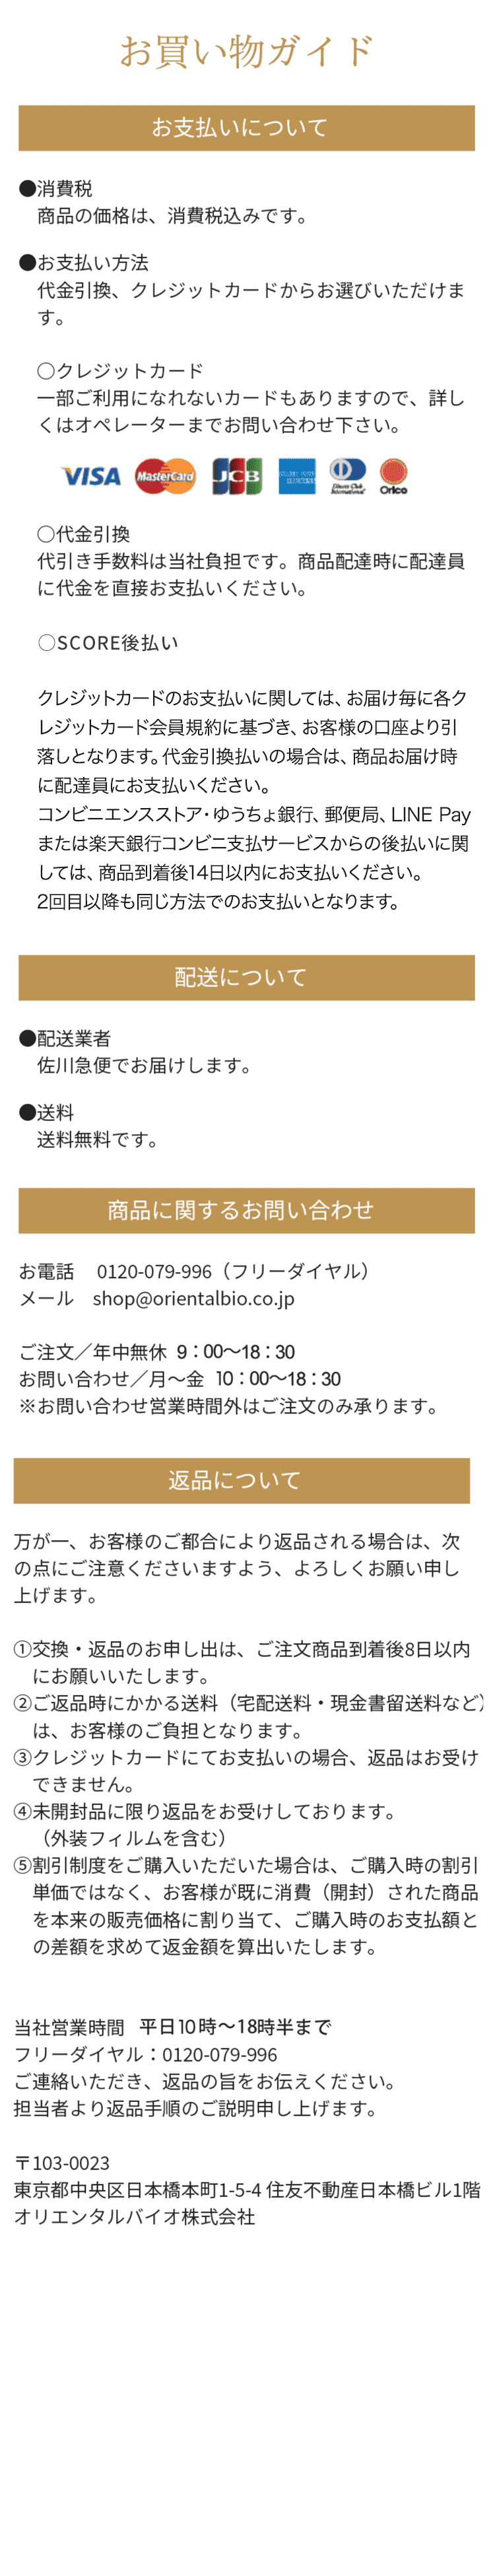 お買い物ガイド
お支払いについて
●消費税
商品の価格は、消費税込みです。
●お支払い方法
代金引換、クレジットカードからお選びいただけま
す。
○クレジットカード
一部ご利用になれないカードもありますので、詳し
くはオペレーターまでお問い合わせ下さい。
VISA MasterCard JCB AMERICAN EXPRESS Diners Club International Orico
○代金引換
代引き手数料は当社負担です。商品配達時に配達員
に代金を直接お支払いください。
○SCORE後払い
クレジットカードのお支払いに関しては、お届け毎に各ク
レジットカード会員規約に基づき、お客様の口座より引
落しとなります。代金引換払いの場合は、商品お届け時
に配達員にお支払いください。
コンビニエンスストア・ゆうちょ銀行、郵便局、LINE Pay
または楽天銀行コンビニ支払サービスからの後払いに関
しては、商品到着後14日以内にお支払いください。
2回目以降も同じ方法でのお支払いとなります。
配送について
●配送業者
佐川急便でお届けします。
●送料
送料無料です。
商品に関するお問い合わせ
お電話 0120-079-996（フリーダイヤル）
メール shop@orientalbio.co.jp
ご注文／年中無休 9：00〜18：30
お問い合わせ／月〜金 10：00〜18：30
※お問い合わせ営業時間外はご注文のみ承ります。
返品について
万が一、お客様のご都合により返品される場合は、次
の点にご注意くださいますよう、よろしくお願い申し
上げます。
①交換・返品のお申し出は、ご注文商品到着後8日以内
にお願いいたします。
②ご返品時にかかる送料（宅配送料・現金書留送料など）
は、お客様のご負担となります。
③クレジットカードにてお支払いの場合、返品はお受け
できません。
④未開封品に限り返品をお受けしております。
（外装フィルムを含む）
⑤割引制度をご購入いただいた場合は、ご購入時の割引
単価ではなく、お客様が既に消費（開封）された商品
を本来の販売価格に割り当て、ご購入時のお支払額と
の差額を求めて返金額を算出いたします。
当社営業時間 平日10時〜18時半まで
フリーダイヤル：0120-079-996
ご連絡いただき、返品の旨をお伝えください。
担当者より返品手順のご説明申し上げます。
〒103-0023
東京都中央区日本橋本町1-5-4 住友不動産日本橋ビル1階
オリエンタルバイオ株式会社